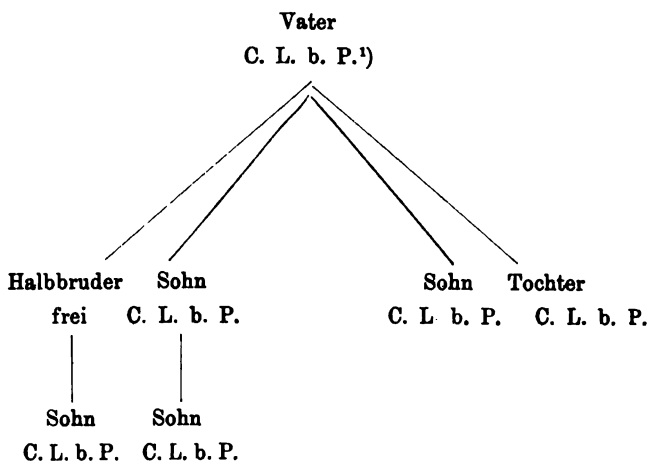 Vater
C. L. b. P.¹)
Halbbruder Sohn Sohn Tochter
frei C. L. b. P. C. L b. P. C. L. b. P.
Sohn Sohn
C. L. b. P. C. L. b. P.